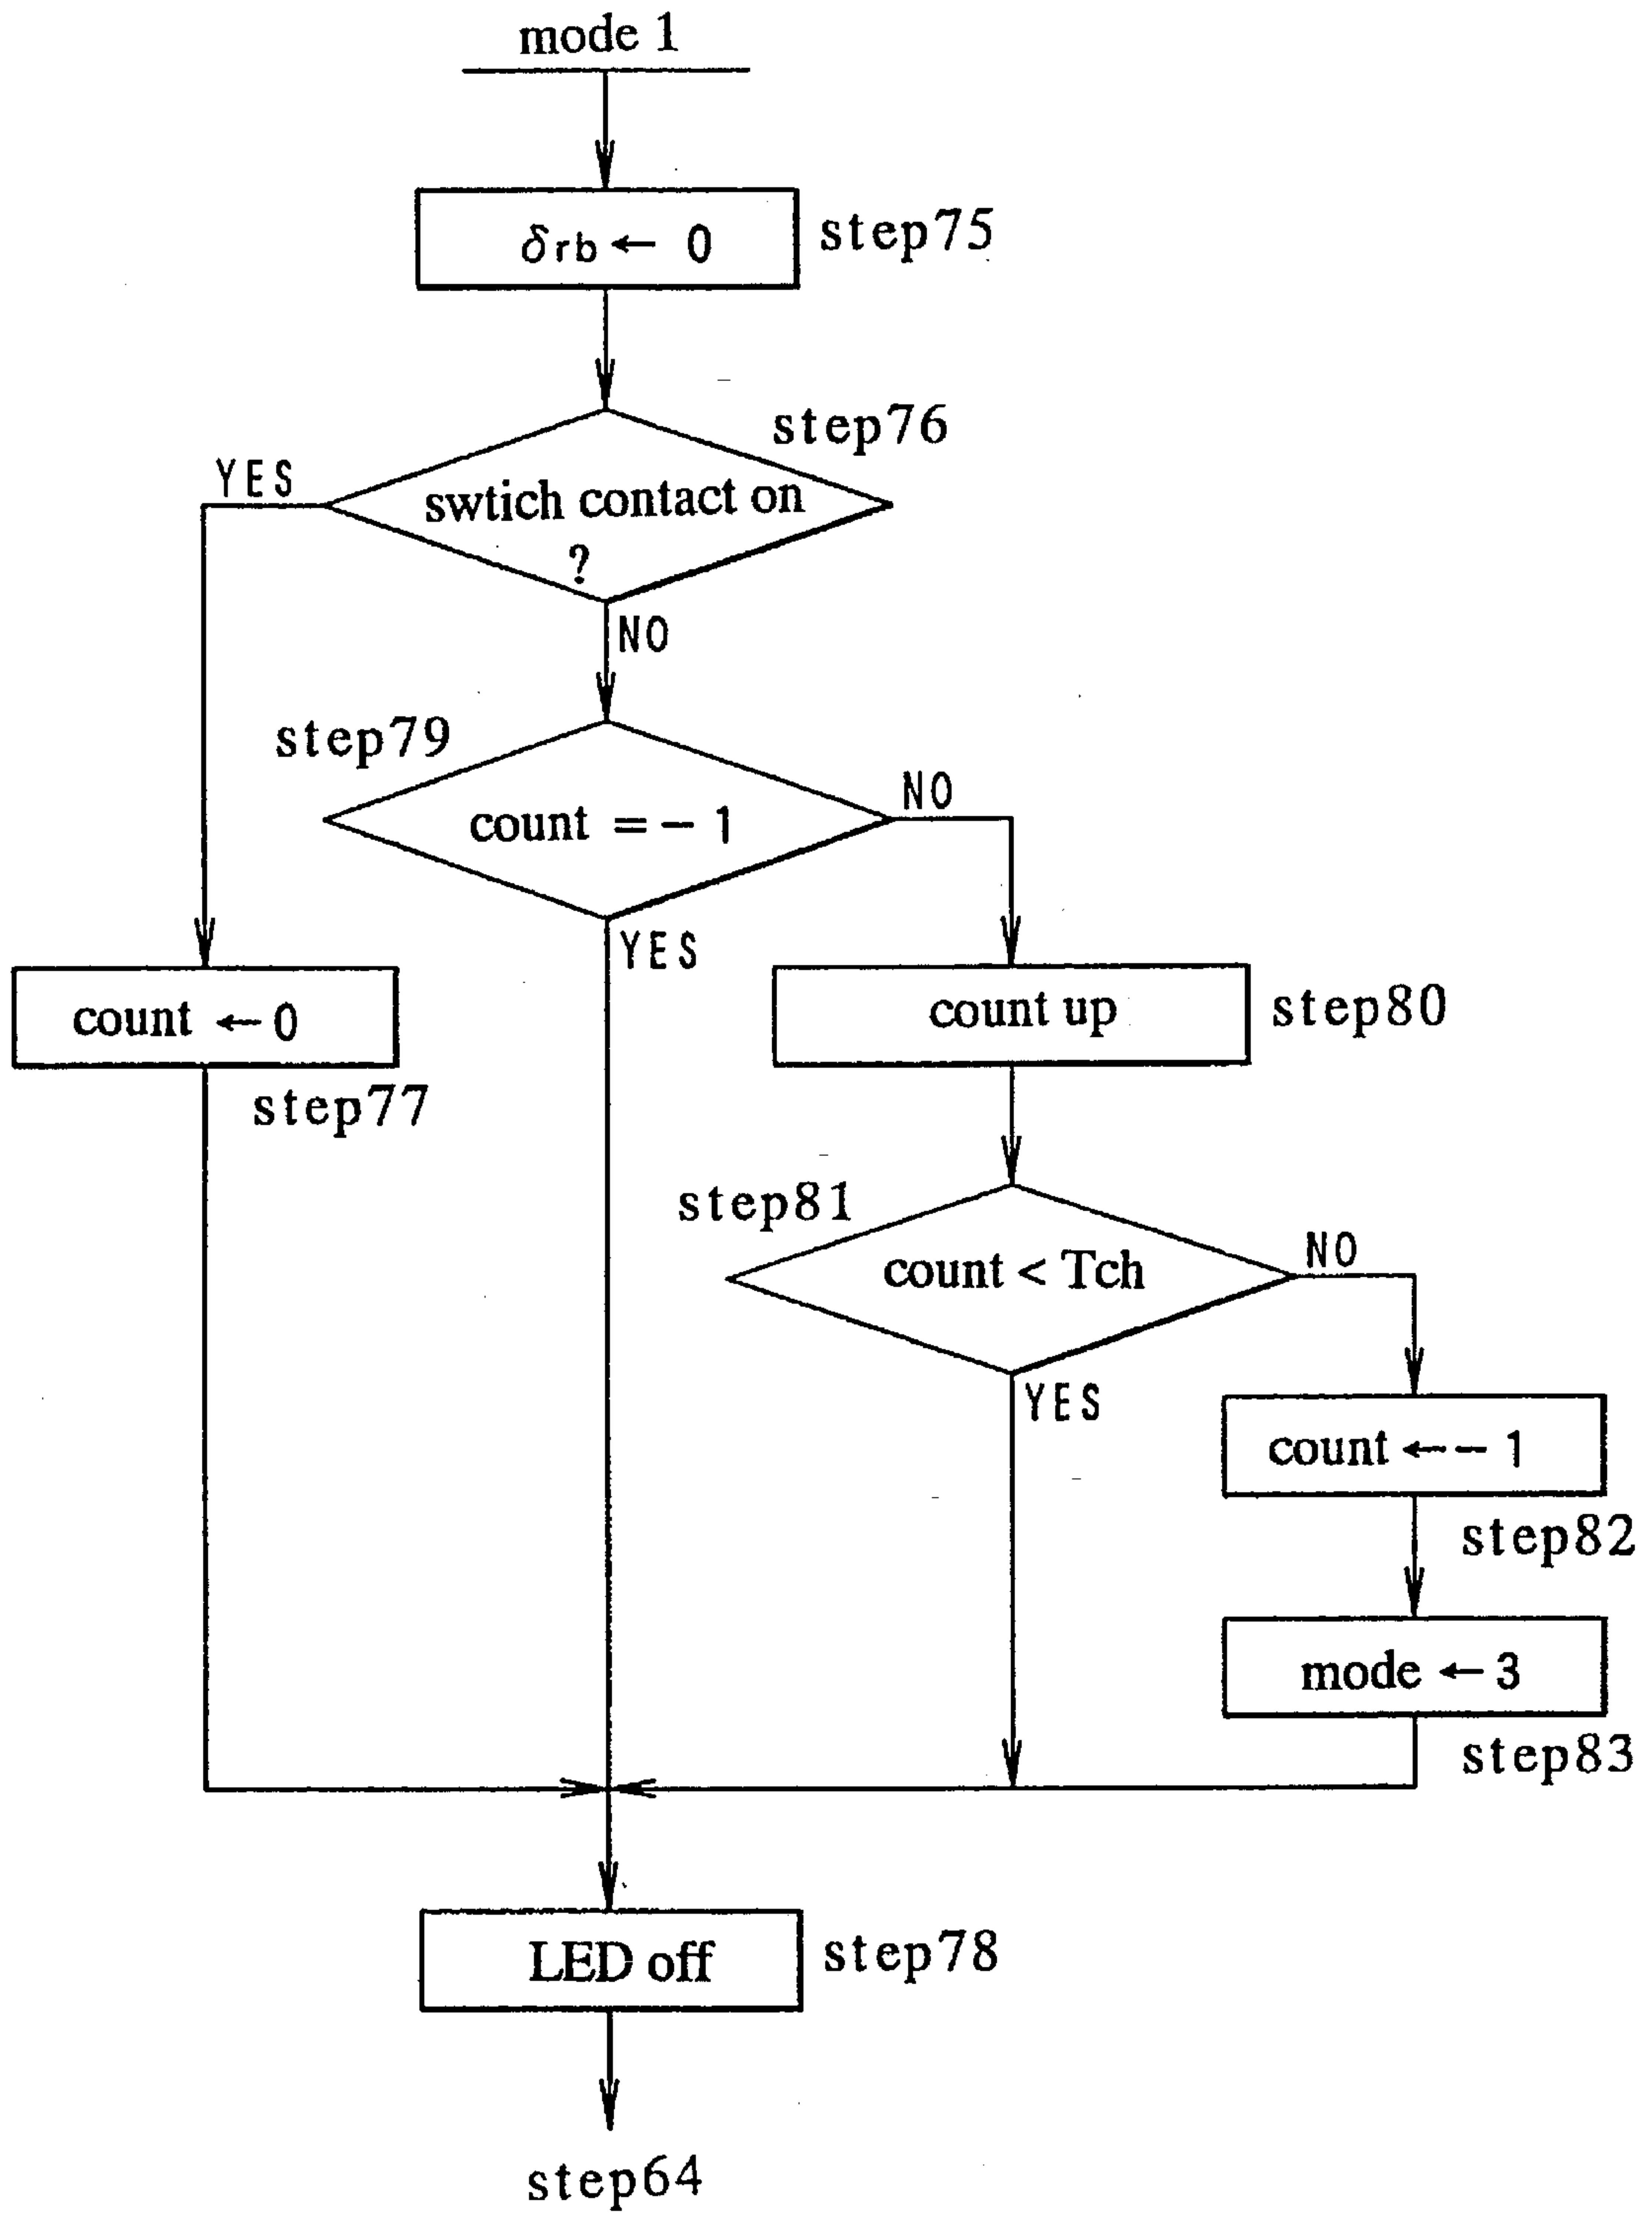 mode 1
δrb ← 0
step75
step76
YES
swtich contact on
?
NO
step79
NO
count = - 1
YES
count ← 0
count up
step80
step77
step81
count < Tch
NO
YES
count ← - 1
step82
mode ← 3
step83
LED off
step78
step64